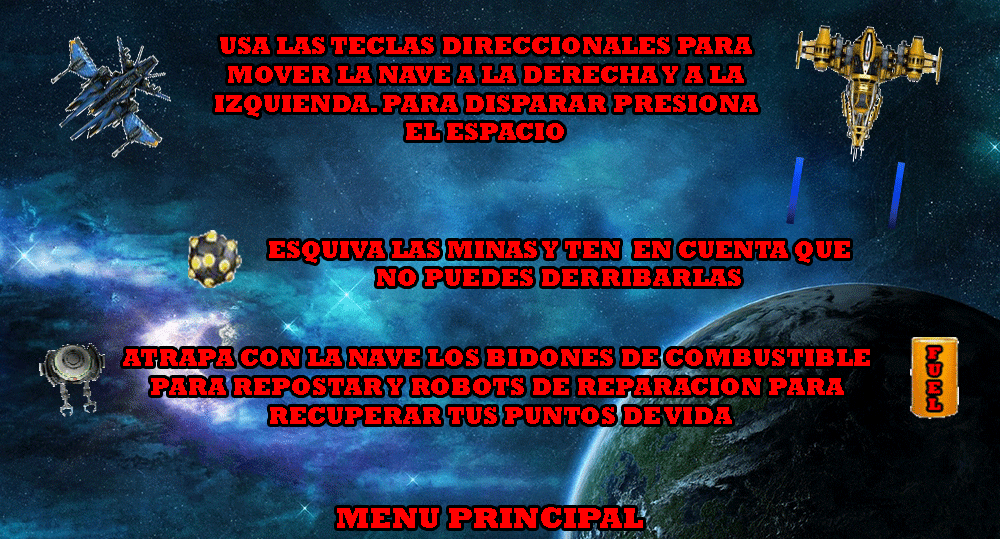 USA LAS TECLAS DIRECCIONALES PARA
MOVER LA NAVE A LA DERECHA Y A LA
IZQUIENDA. PARA DISPARAR PRESIONA
EL ESPACIO
ESQUIVA LAS MINAS Y TEN EN CUENTA QUE
NO PUEDES DERRIBARLAS
ATRAPA CON LA NAVE LOS BIDONES DE COMBUSTIBLE
PARA REPOSTAR Y ROBOTS DE REPARACION PARA
RECUPERAR TUS PUNTOS DE VIDA
FUEL
MENU PRINCIPAL